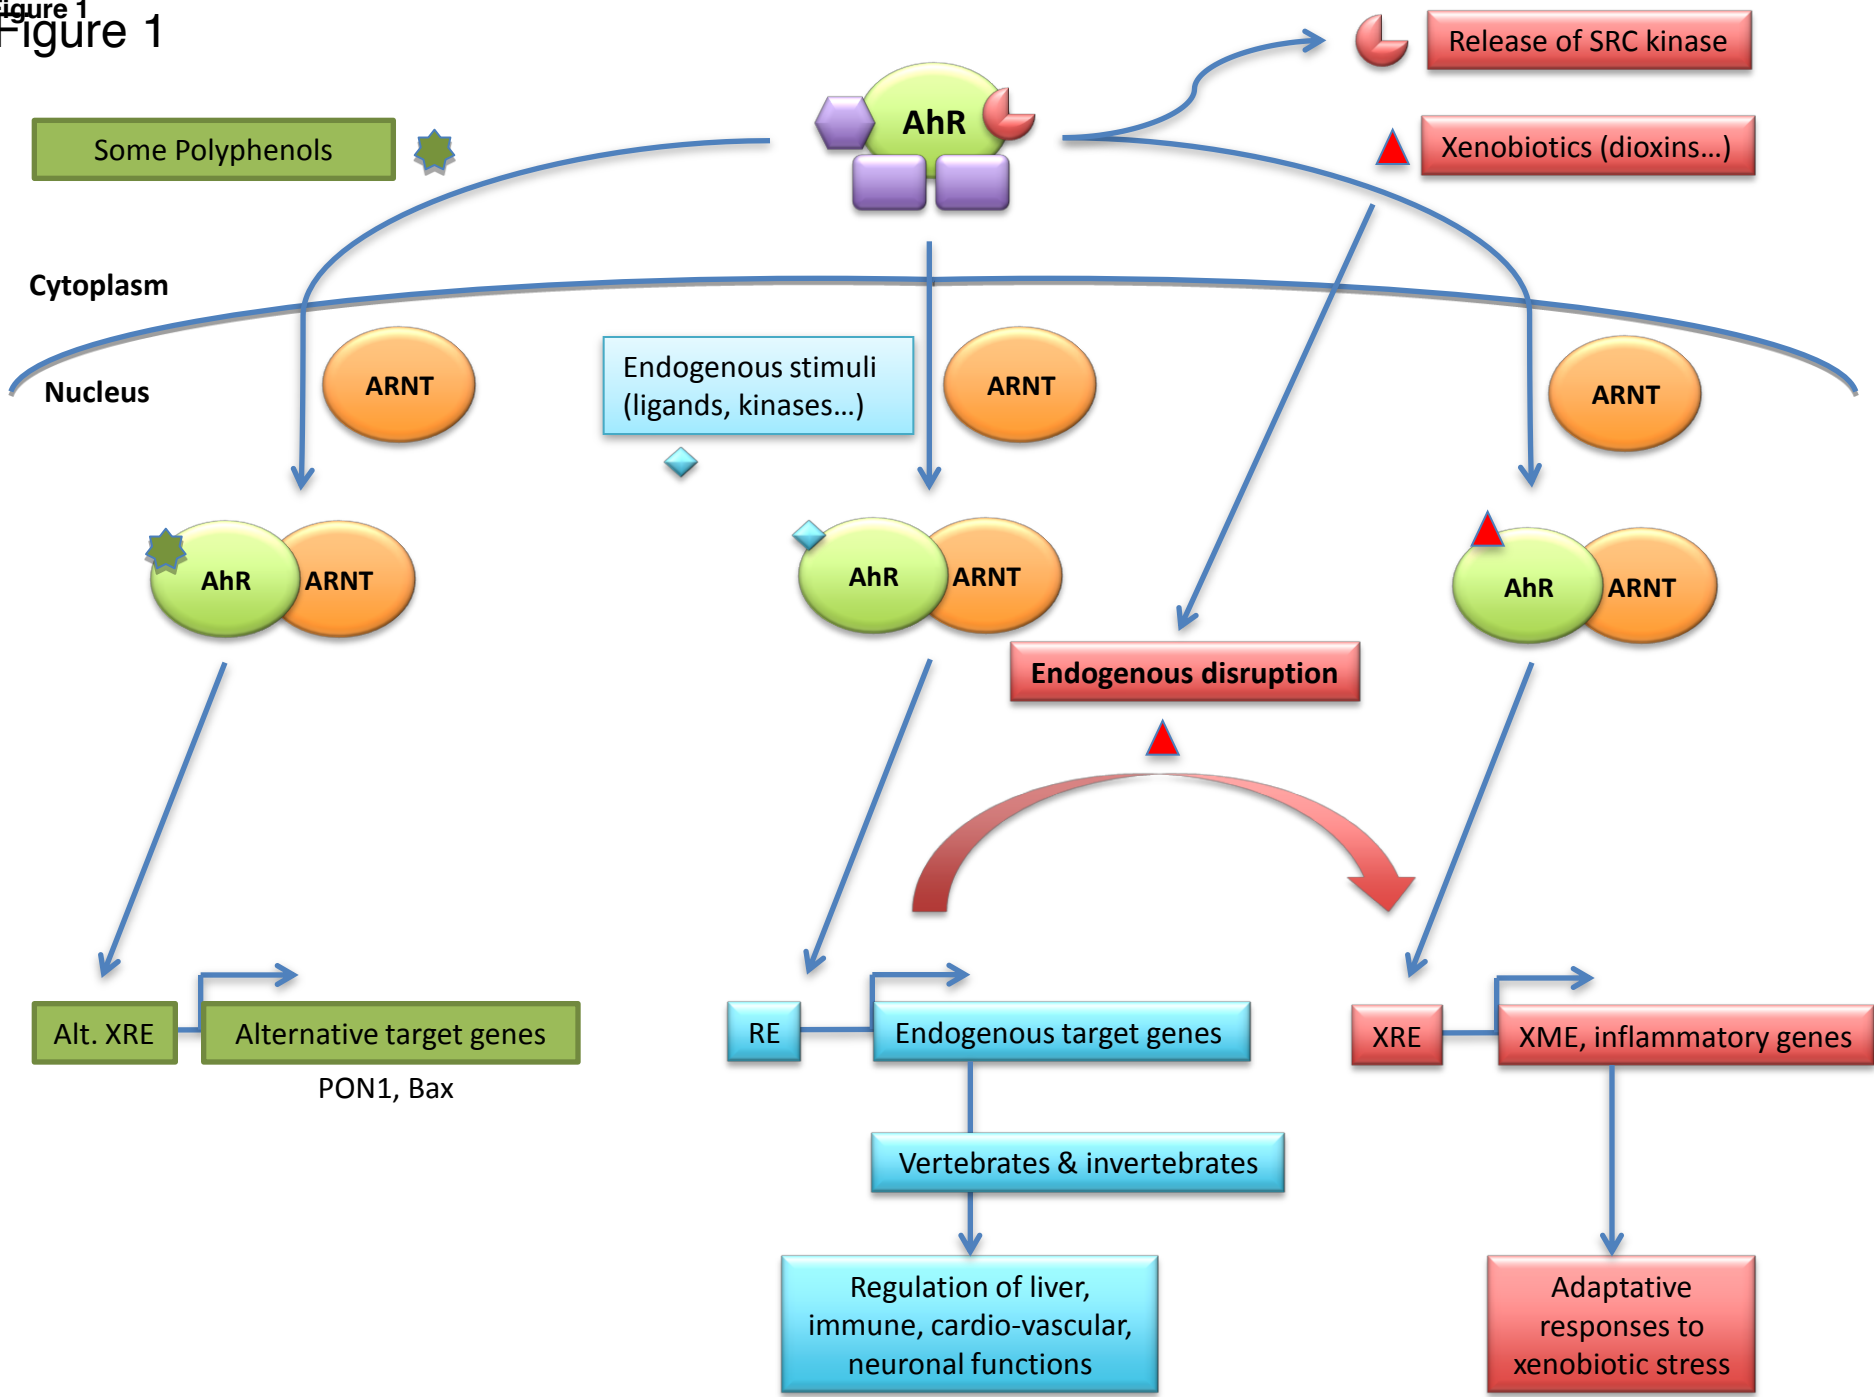 Figure 1
Figure 1
Release of SRC kinase
AhR
Some Polyphenols
Xenobiotics (dioxins...)
Cytoplasm
Nucleus
ARNT
Endogenous stimuli
(ligands, kinases...)
ARNT
ARNT
AhR
ARNT
AhR
ARNT
AhR
ARNT
Endogenous disruption
Alt. XRE
Alternative target genes
PON1, Bax
RE
Endogenous target genes
XRE
XME, inflammatory genes
Vertebrates & invertebrates
Regulation of liver,
immune, cardio-vascular,
neuronal functions
Adaptative
responses to
xenobiotic stress